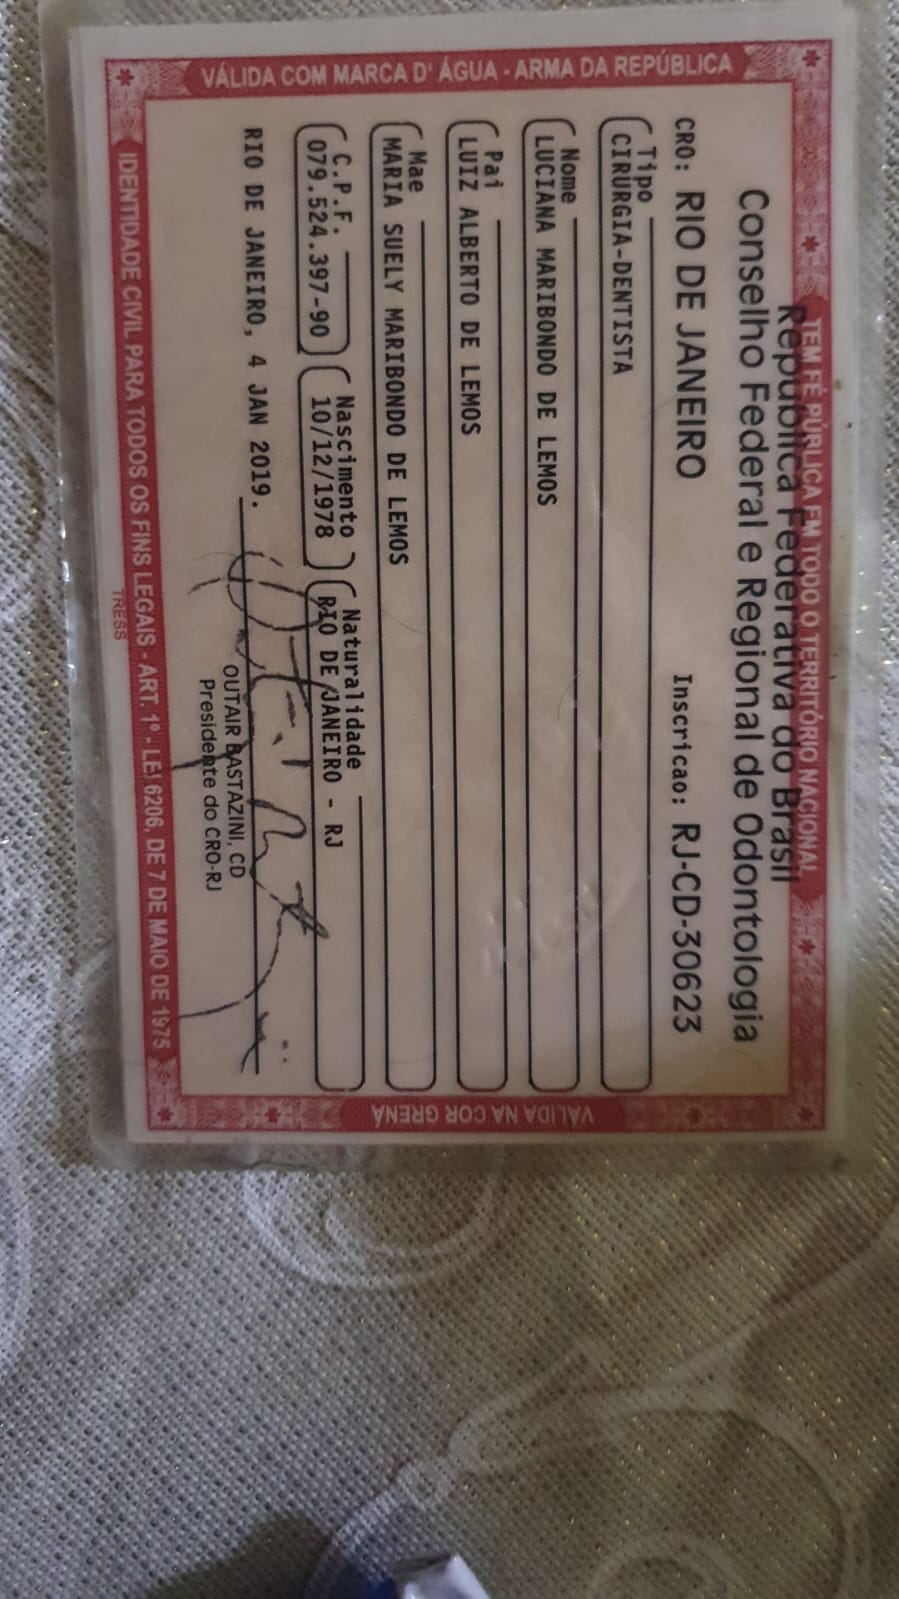 VÁLIDA COM MARCA D' ÁGUA - ARMA DA REPÚBLICA
TEM FÉ PÚBLICA EM TODO O TERRITÓRIO NACIONAL
República Federativa do Brasil
Conselho Federal e Regional de Odontologia
CRO: RIO DE JANEIRO Inscricao: RJ-CD-30623
Tipo
CIRURGIA-DENTISTA
Nome
LUCIANA MARIBONDO DE LEMOS
Pai
LUIZ ALBERTO DE LEMOS
Mae
MARIA SUELY MARIBONDO DE LEMOS
C.P.F. Nascimento Naturalidade
079.524.397-90 10/12/1978 RIO DE JANEIRO - RJ
RIO DE JANEIRO, 4 JAN 2019.
OUTAIR BASTAZINI, CD
Presidente do CRO-RJ
IDENTIDADE CIVIL PARA TODOS OS FINS LEGAIS - ART. 1º - LEI 6206, DE 7 DE MAIO DE 1975
TRESS
VÁLIDA NA COR GRENÁ